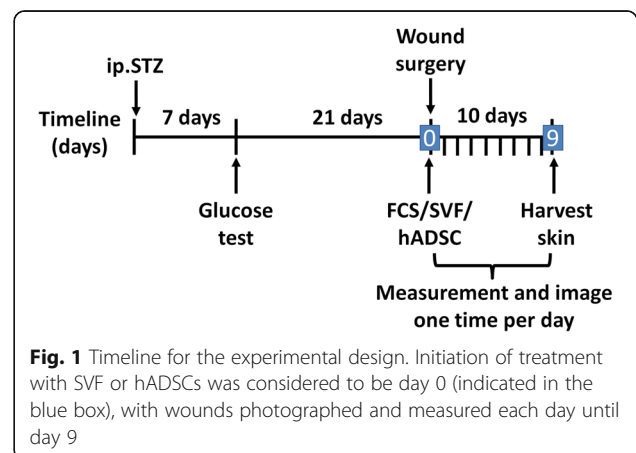 Wound
surgery
ip.STZ
7 days
21 days
10 days
Timeline
(days)
0
9
Glucose
test
FCS/SVF/
hADSC
Harvest
skin
Measurement and image
one time per day
Fig. 1 Timeline for the experimental design. Initiation of treatment
with SVF or hADSCs was considered to be day 0 (indicated in the
blue box), with wounds photographed and measured each day until
day 9